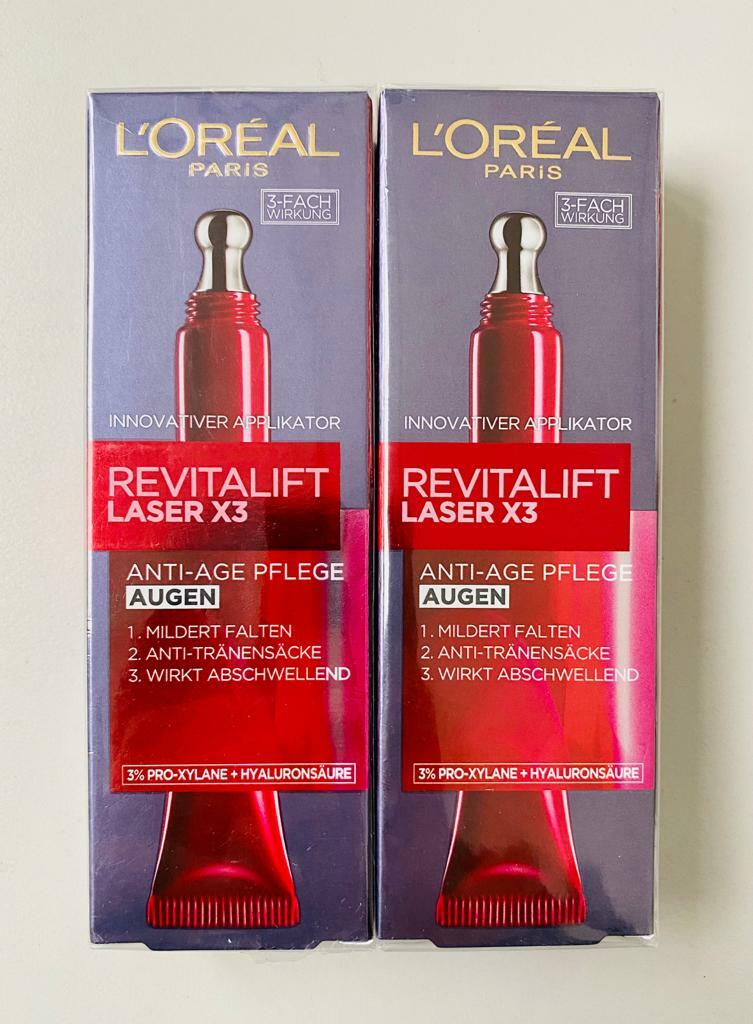 L'ORÉAL
PARIS
3-FACH
WIRKUNG
INNOVATIVER APPLIKATOR
REVITALIFT
LASER X3
ANTI-AGE PFLEGE
AUGEN
1. MILDERT FALTEN
2. ANTI-TRÄNENSÄCKE
3. WIRKT ABSCHWELLEND
3% PRO-XYLANE + HYALURONSÄURE
L'ORÉAL
PARIS
3-FACH
WIRKUNG
INNOVATIVER APPLIKATOR
REVITALIFT
LASER X3
ANTI-AGE PFLEGE
AUGEN
1. MILDERT FALTEN
2. ANTI-TRÄNENSÄCKE
3. WIRKT ABSCHWELLEND
3% PRO-XYLANE + HYALURONSÄURE